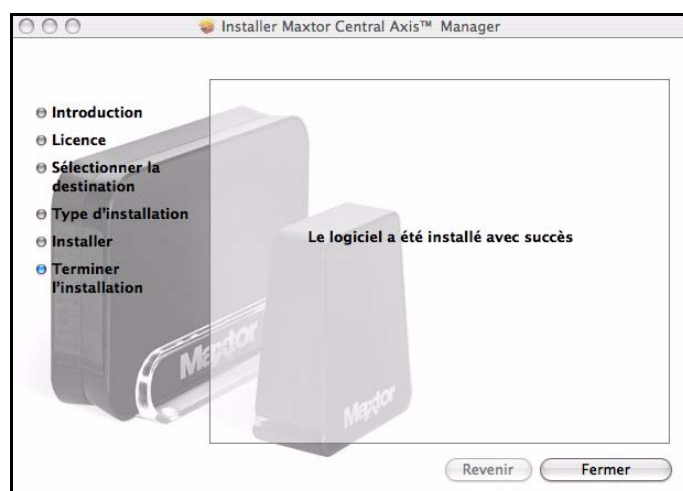 Installer Maxtor Central Axis™ Manager
Introduction
Licence
Sélectionner la
destination
Type d'installation
Installer
Terminer
l'installation
Le logiciel a été installé avec succès
Maxtor
Maxtor
Revenir
Fermer